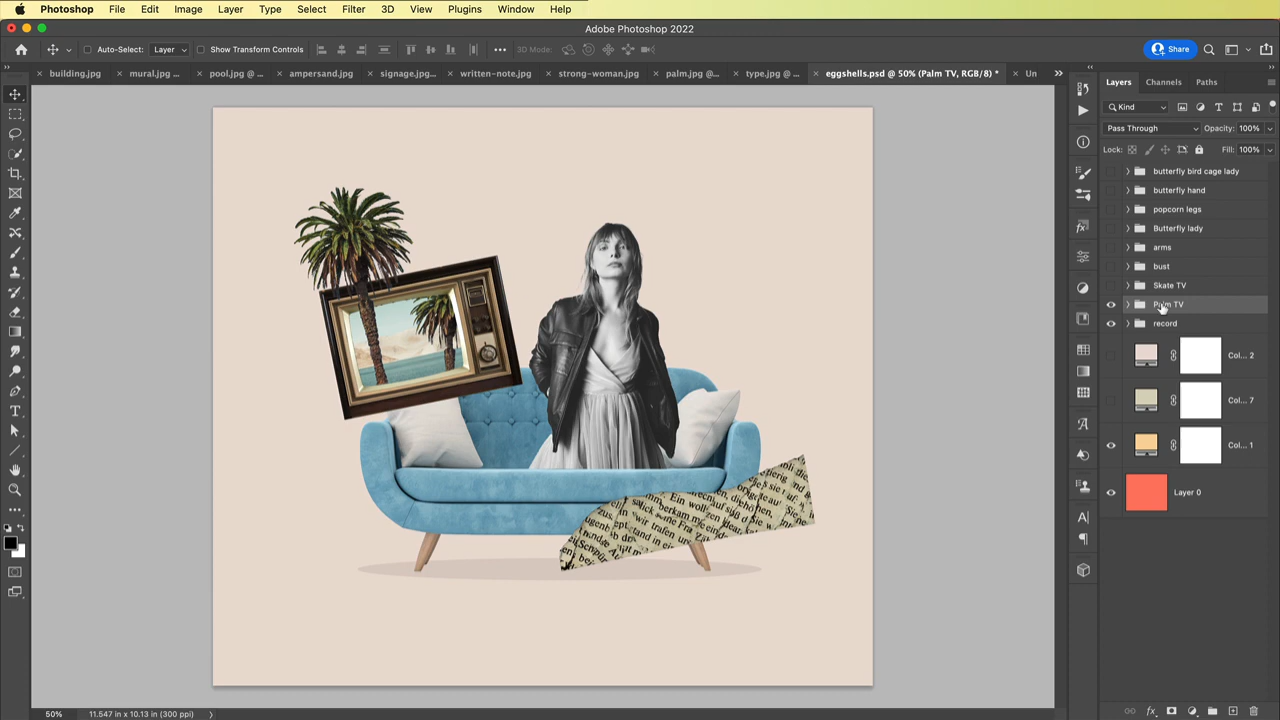 Photoshop File Edit Image Layer Type Select Filter 3D View Plugins Window Help
Adobe Photoshop 2022
Auto-Select: Layer Show Transform Controls 3D Mode: Share
building.jpg mural.jpg ... pool.jpg @ ... ampersand.jpg signage.jpg... written-note.jpg strong-woman.jpg palm.jpg @... type.jpg @ ... eggshells.psd @ 50% (Palm TV, RGB/8) * Un
Layers Channels Paths
Kind
Pass Through Opacity: 100%
Lock: Fill: 100%
butterfly bird cage lady
butterfly hand
popcorn legs
Butterfly lady
arms
bust
Skate TV
Palm TV
record
Col... 2
Col... 7
Col... 1
Layer 0
50% 11.547 in x 10.13 in (300 ppi)